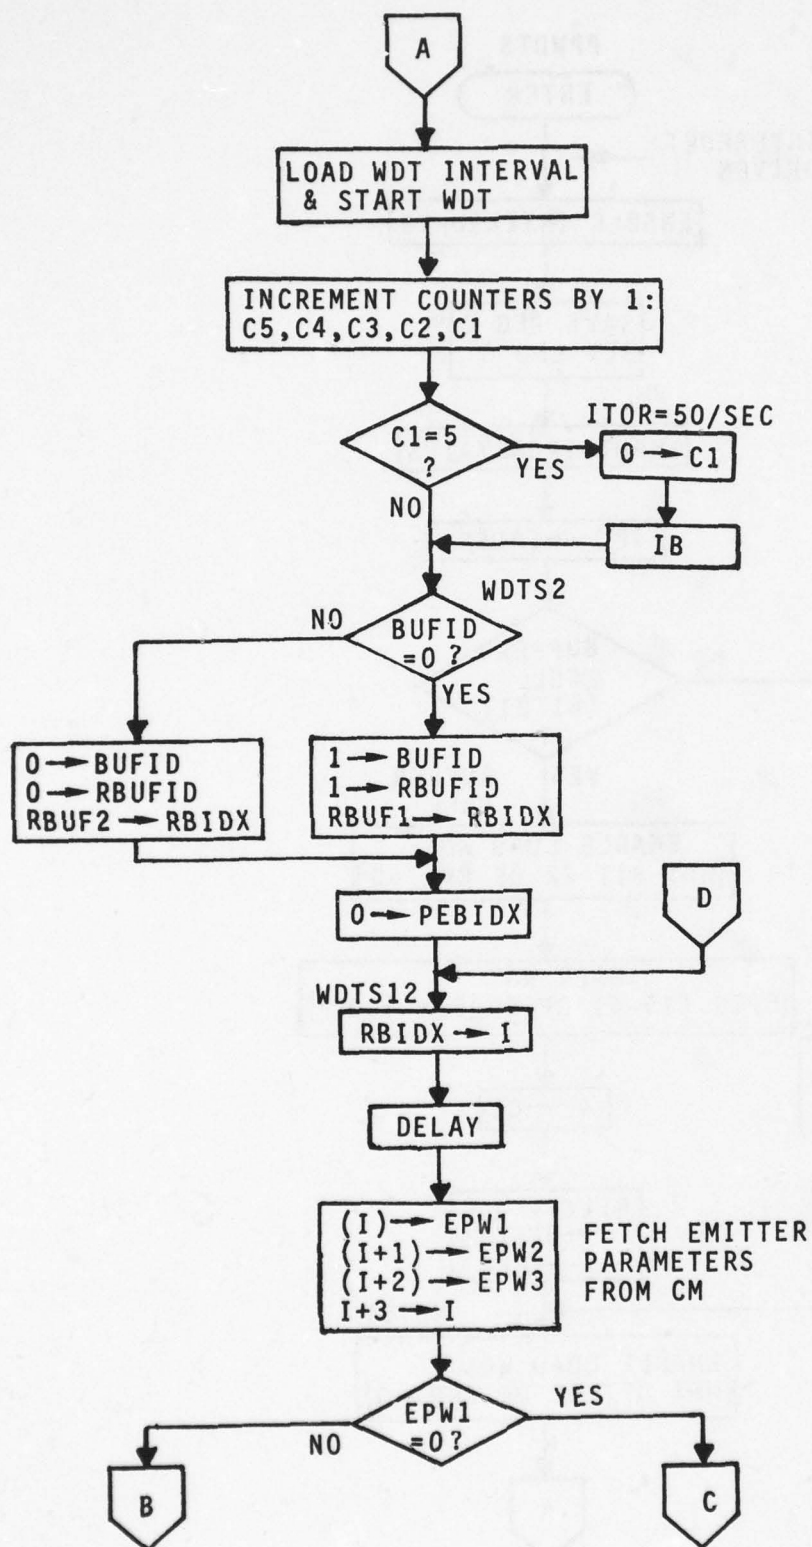 A
LOAD WDT INTERVAL
& START WDT
INCREMENT COUNTERS BY 1:
C5,C4,C3,C2,C1
ITOR=50/SEC
C1=5
?
YES
0 → C1
NO
IB
WDTS2
NO
BUFID
=0 ?
YES
0 → BUFID
0 → RBUFID
RBUF2 → RBIDX
1 → BUFID
1 → RBUFID
RBUF1 → RBIDX
0 → PEBIDX
D
WDTS12
RBIDX → I
DELAY
(I) → EPW1
(I+1) → EPW2
(I+2) → EPW3
I+3 → I
FETCH EMITTER
PARAMETERS
FROM CM
EPW1
=0?
YES
NO
B
C